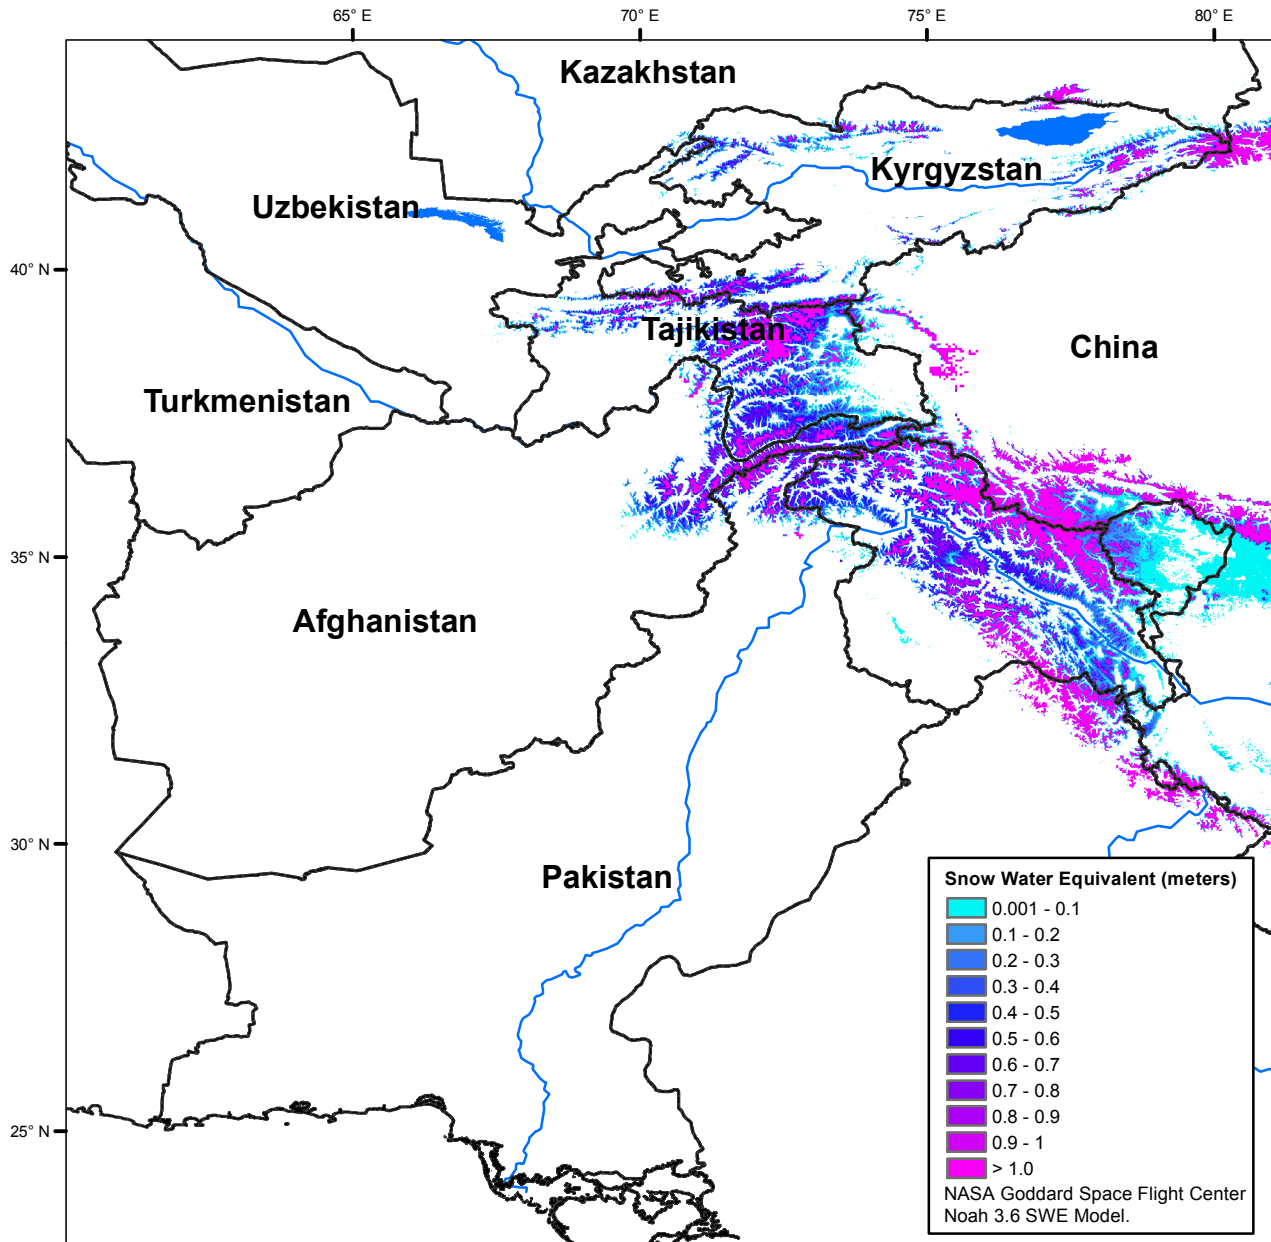 65° E
70° E
75° E
80° E
Kazakhstan
Kyrgyzstan
Uzbekistan
40° N
Tajikistan
China
Turkmenistan
35° N
Afghanistan
30° N
Pakistan
25° N
Snow Water Equivalent (meters)
0.001 - 0.1
0.1 - 0.2
0.2 - 0.3
0.3 - 0.4
0.4 - 0.5
0.5 - 0.6
0.6 - 0.7
0.7 - 0.8
0.8 - 0.9
0.9 - 1
> 1.0
NASA Goddard Space Flight Center
Noah 3.6 SWE Model.